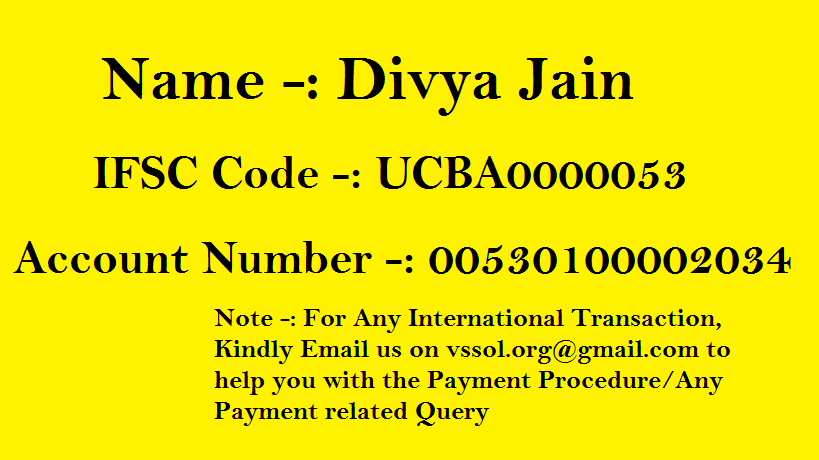 Name -: Divya Jain
IFSC Code -: UCBA0000053
Account Number -: 00530100002034
Note -: For Any International Transaction,
Kindly Email us on vssol.org@gmail.com to
help you with the Payment Procedure/Any
Payment related Query